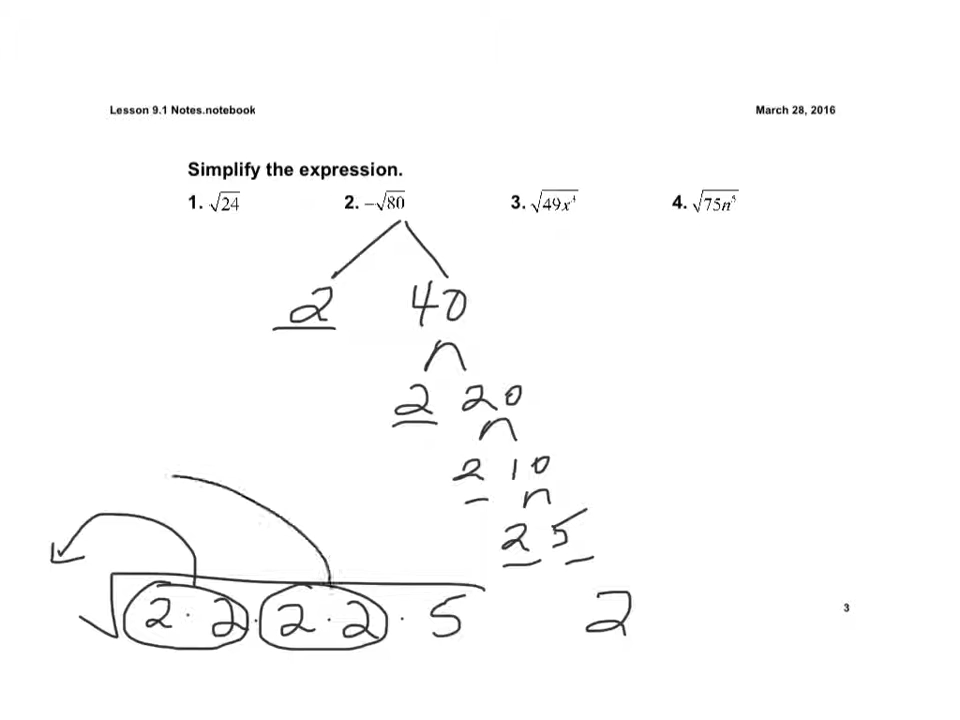 Lesson 9.1 Notes.notebook March 28, 2016
Simplify the expression.
1. √24 2. −√80 3. √49x⁴ 4. √75n⁵
2 40
2 20
2 10
2 5
√2·2·2·2·5 2
3